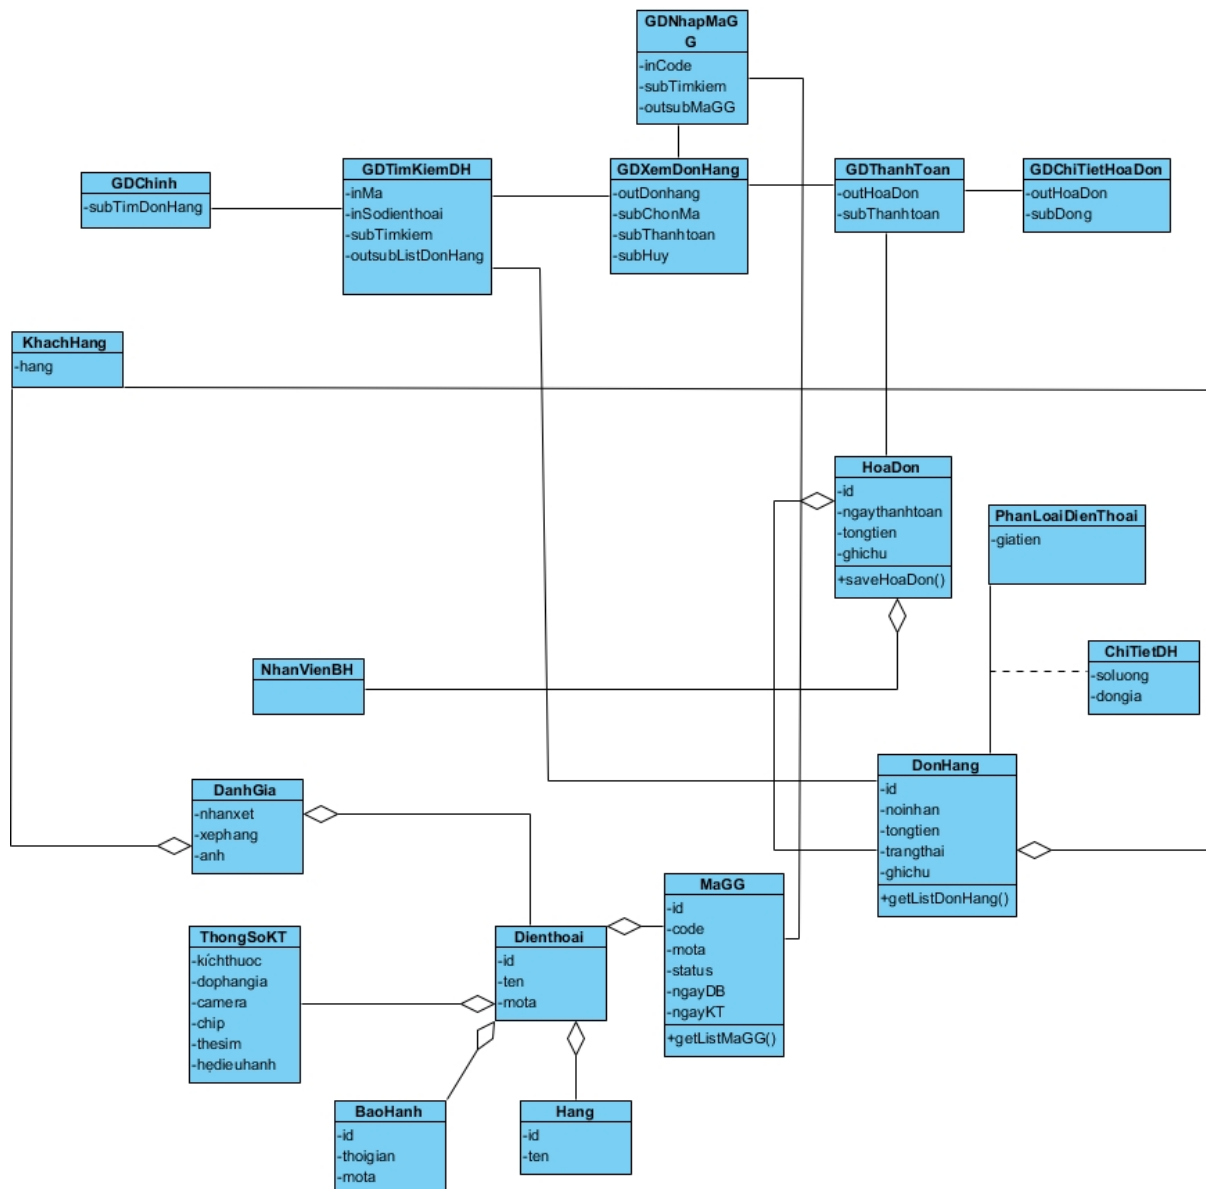 GDNhapMaG
G
-inCode
-subTimkiem
-outsubMaGG
GDChinh
-subTimDonHang
GDTimKiemDH
-inMa
-inSodienthoai
-subTimkiem
-outsubListDonHang
GDXemDonHang
-outDonhang
-subChonMa
-subThanhtoan
-subHuy
GDThanhToan
-outHoaDon
-subThanhtoan
GDChiTietHoaDon
-outHoaDon
-subDong
KhachHang
-hang
HoaDon
-id
-ngaythanhtoan
-tongtien
-ghichu
+saveHoaDon()
PhanLoaiDienThoai
-giatien
NhanVienBH
ChiTietDH
-soluong
-dongia
DonHang
-id
-noinhan
-tongtien
-trangthai
-ghichu
+getListDonHang()
DanhGia
-nhanxet
-xephang
-anh
MaGG
-id
-code
-mota
-status
-ngayDB
-ngayKT
+getListMaGG()
ThongSoKT
-kíchthuoc
-dophangia
-camera
-chip
-thesim
-hẹdieuhanh
Dienthoai
-id
-ten
-mota
BaoHanh
-id
-thoigian
-mota
Hang
-id
-ten